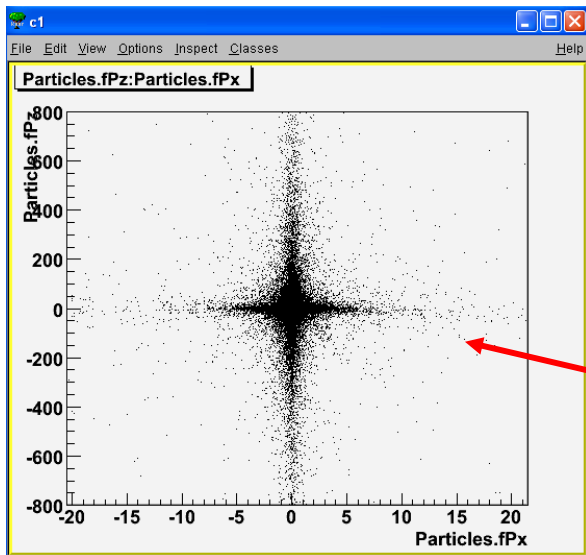 c1
File Edit View Options Inspect Classes Help
Particles.fPz:Particles.fPx
Particles.fPz
800
600
400
200
0
-200
-400
-600
-800
-20 -15 -10 -5 0 5 10 15 20
Particles.fPx